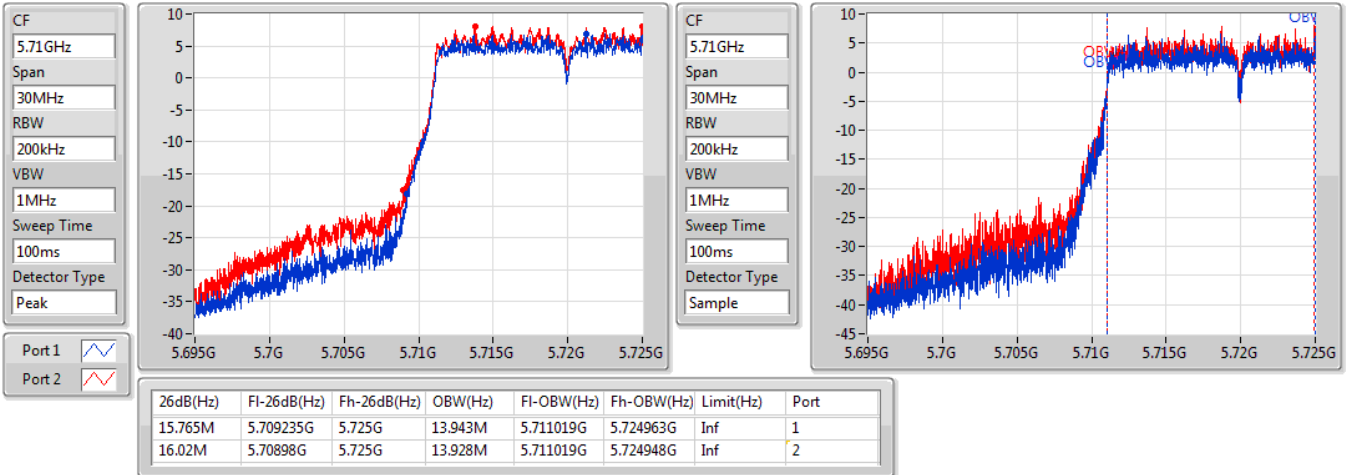 CF
5.71GHz
Span
30MHz
RBW
200kHz
VBW
1MHz
Sweep Time
100ms
Detector Type
Peak
10
5
0
-5
-10
-15
-20
-25
-30
-35
-40
5.695G 5.7G 5.705G 5.71G 5.715G 5.72G 5.725G
CF
5.71GHz
Span
30MHz
RBW
200kHz
VBW
1MHz
Sweep Time
100ms
Detector Type
Sample
10
5
0
-5
-10
-15
-20
-25
-30
-35
-40
-45
5.695G 5.7G 5.705G 5.71G 5.715G 5.72G 5.725G
Port 1
Port 2
26dB(Hz) Fl-26dB(Hz) Fh-26dB(Hz) OBW(Hz) Fl-OBW(Hz) Fh-OBW(Hz) Limit(Hz) Port
15.765M 5.709235G 5.725G 13.943M 5.711019G 5.724963G Inf 1
16.02M 5.70898G 5.725G 13.928M 5.711019G 5.724948G Inf 2